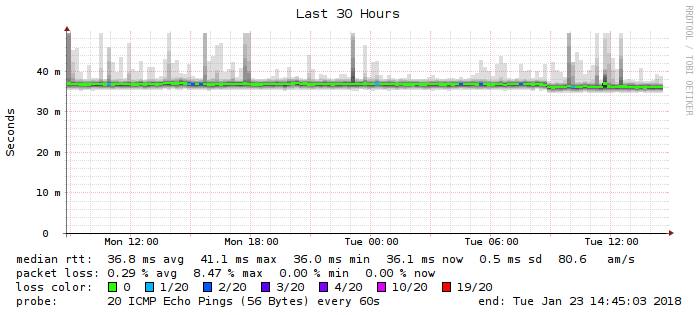 Last 30 Hours
RRDTOOL / TOBI OETIKER
Seconds
40 m
30 m
20 m
10 m
0
Mon 12:00 Mon 18:00 Tue 00:00 Tue 06:00 Tue 12:00
median rtt: 36.8 ms avg 41.1 ms max 36.0 ms min 36.1 ms now 0.5 ms sd 80.6 am/s
packet loss: 0.29 % avg 8.47 % max 0.00 % min 0.00 % now
loss color: 0 1/20 2/20 3/20 4/20 10/20 19/20
probe: 20 ICMP Echo Pings (56 Bytes) every 60s end: Tue Jan 23 14:45:03 2018